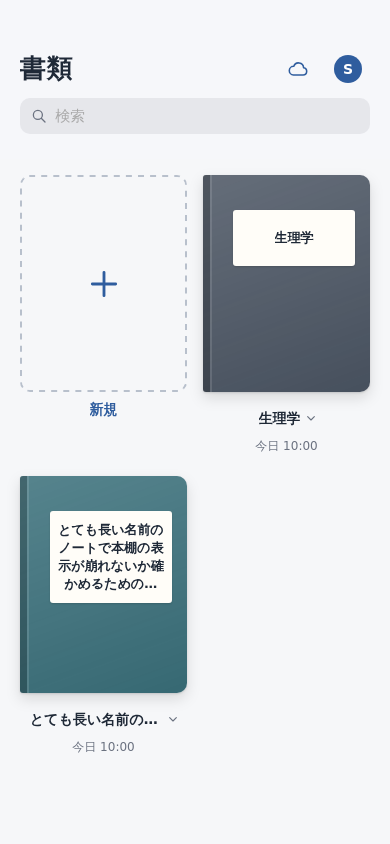 書類
S
検索
新規
生理学
生理学
今日 10:00
とても長い名前の
ノートで本棚の表
示が崩れないか確
かめるための…
とても長い名前の…
今日 10:00